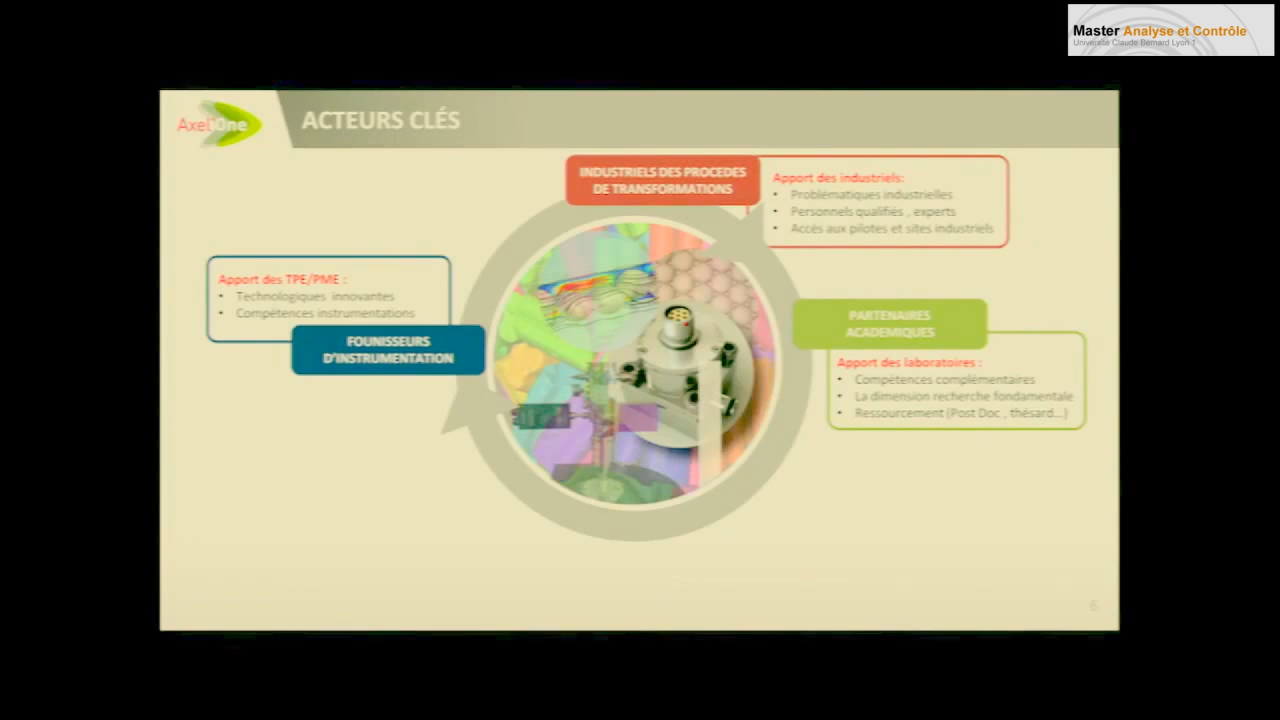 Master Analyse et Contrôle
Université Claude Bernard Lyon 1
Axel'One
ACTEURS CLÉS
INDUSTRIELS DES PROCEDES
DE TRANSFORMATIONS
Apport des industriels:
• Problématiques industrielles
• Personnels qualifiés , experts
• Accès aux pilotes et sites industriels
Apport des TPE/PME :
• Technologiques innovantes
• Compétences instrumentations
FOUNISSEURS
D'INSTRUMENTATION
PARTENAIRES
ACADEMIQUES
Apport des laboratoires :
• Compétences complémentaires
• La dimension recherche fondamentale
• Ressourcement (Post Doc , thésard...)
6